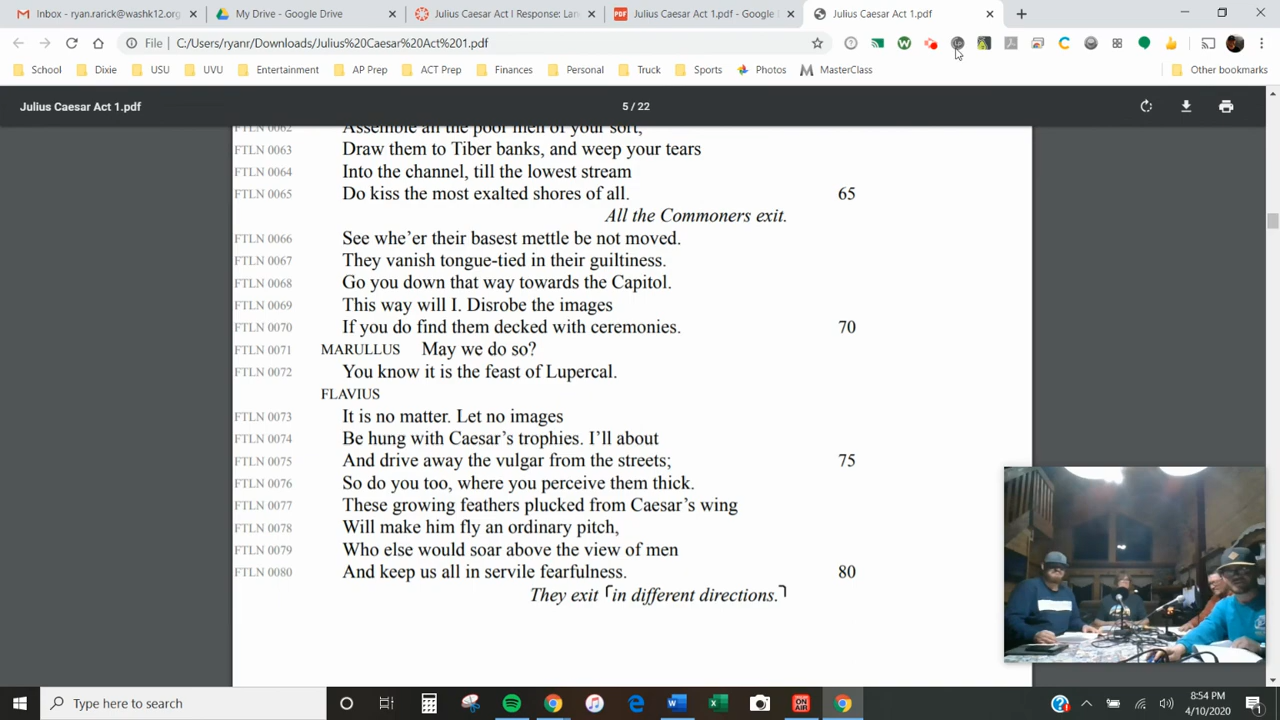 Inbox - ryan.rarick@washk12.org
My Drive - Google Drive
Julius Caesar Act I Response: Lan
PDF
Julius Caesar Act 1.pdf - Google D
Julius Caesar Act 1.pdf
File
C:/Users/ryanr/Downloads/Julius%20Caesar%20Act%201.pdf
School
Dixie
USU
UVU
Entertainment
AP Prep
ACT Prep
Finances
Personal
Truck
Sports
Photos
MasterClass
Other bookmarks
Julius Caesar Act 1.pdf
5 / 22
FTLN 0062 Assemble all the poor men of your sort,
FTLN 0063 Draw them to Tiber banks, and weep your tears
FTLN 0064 Into the channel, till the lowest stream
FTLN 0065 Do kiss the most exalted shores of all. 65
All the Commoners exit.
FTLN 0066 See whe'er their basest mettle be not moved.
FTLN 0067 They vanish tongue-tied in their guiltiness.
FTLN 0068 Go you down that way towards the Capitol.
FTLN 0069 This way will I. Disrobe the images
FTLN 0070 If you do find them decked with ceremonies. 70
FTLN 0071 MARULLUS May we do so?
FTLN 0072 You know it is the feast of Lupercal.
FLAVIUS
FTLN 0073 It is no matter. Let no images
FTLN 0074 Be hung with Caesar's trophies. I'll about
FTLN 0075 And drive away the vulgar from the streets; 75
FTLN 0076 So do you too, where you perceive them thick.
FTLN 0077 These growing feathers plucked from Caesar's wing
FTLN 0078 Will make him fly an ordinary pitch,
FTLN 0079 Who else would soar above the view of men
FTLN 0080 And keep us all in servile fearfulness. 80
They exit ⌜in different directions.⌝
Type here to search
ON AIR
8:54 PM
4/10/2020